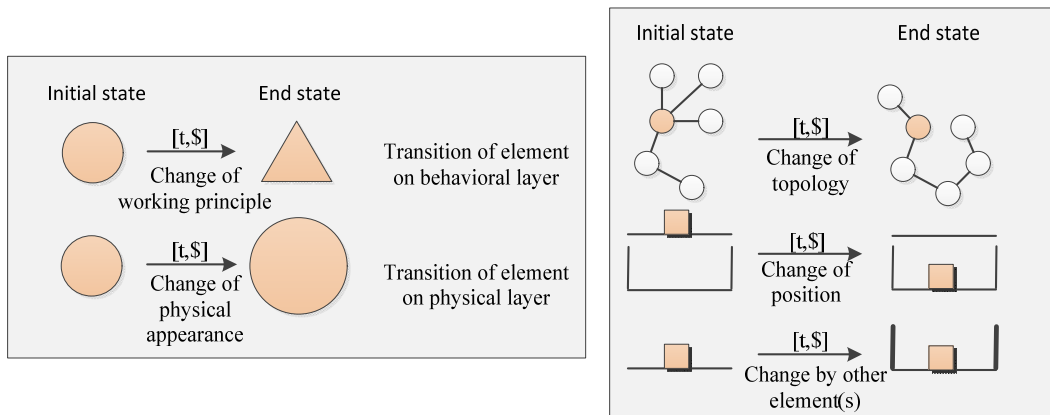 Initial state
End state
[t,$]
Change of
working principle
Transition of element
on behavioral layer
[t,$]
Change of
physical
appearance
Transition of element
on physical layer
Initial state
End state
[t,$]
Change of
topology
[t,$]
Change of
position
[t,$]
Change by other
element(s)